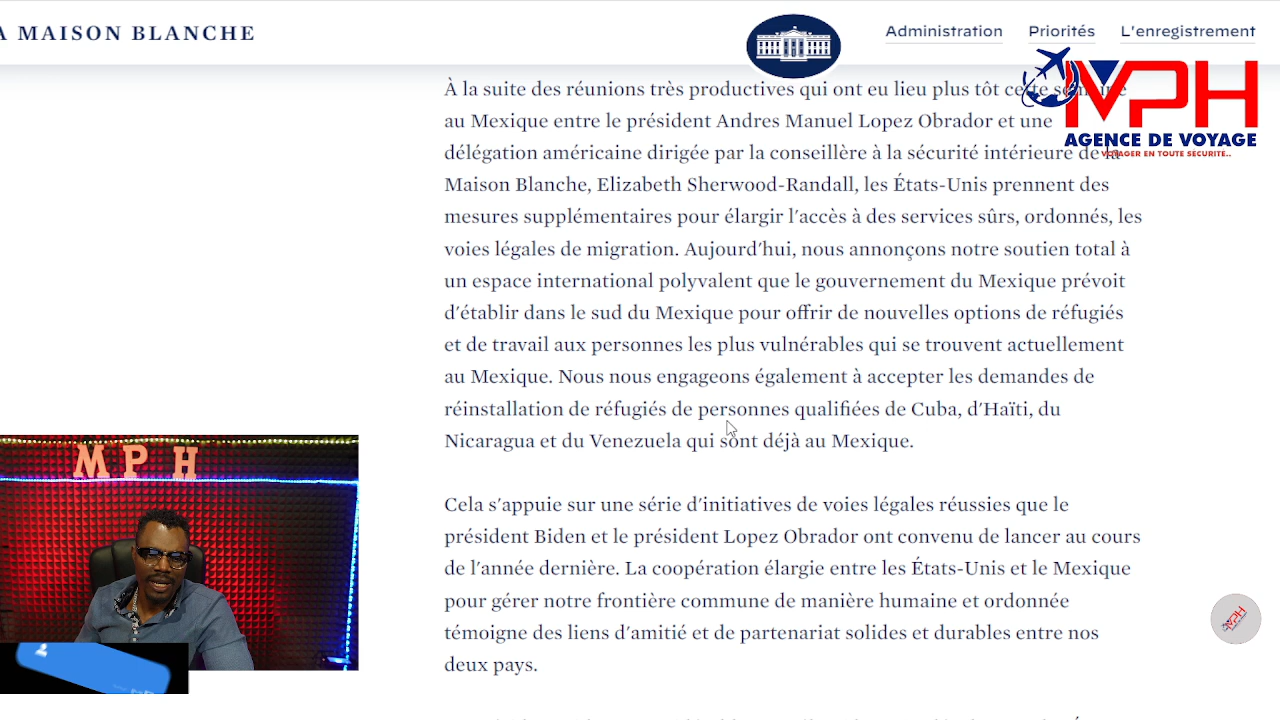 A MAISON BLANCHE
Administration
Priorités
L'enregistrement
MPH
AGENCE DE VOYAGE
VOYAGER EN TOUTE SECURITE..
À la suite des réunions très productives qui ont eu lieu plus tôt cette
au Mexique entre le président Andres Manuel Lopez Obrador et une
délégation américaine dirigée par la conseillère à la sécurité intérieure de la
Maison Blanche, Elizabeth Sherwood-Randall, les États-Unis prennent des
mesures supplémentaires pour élargir l'accès à des services sûrs, ordonnés, les
voies légales de migration. Aujourd'hui, nous annonçons notre soutien total à
un espace international polyvalent que le gouvernement du Mexique prévoit
d'établir dans le sud du Mexique pour offrir de nouvelles options de réfugiés
et de travail aux personnes les plus vulnérables qui se trouvent actuellement
au Mexique. Nous nous engageons également à accepter les demandes de
réinstallation de réfugiés de personnes qualifiées de Cuba, d'Haïti, du
Nicaragua et du Venezuela qui sont déjà au Mexique.
Cela s'appuie sur une série d'initiatives de voies légales réussies que le
président Biden et le président Lopez Obrador ont convenu de lancer au cours
de l'année dernière. La coopération élargie entre les États-Unis et le Mexique
pour gérer notre frontière commune de manière humaine et ordonnée
témoigne des liens d'amitié et de partenariat solides et durables entre nos
deux pays.
MPH
MPH